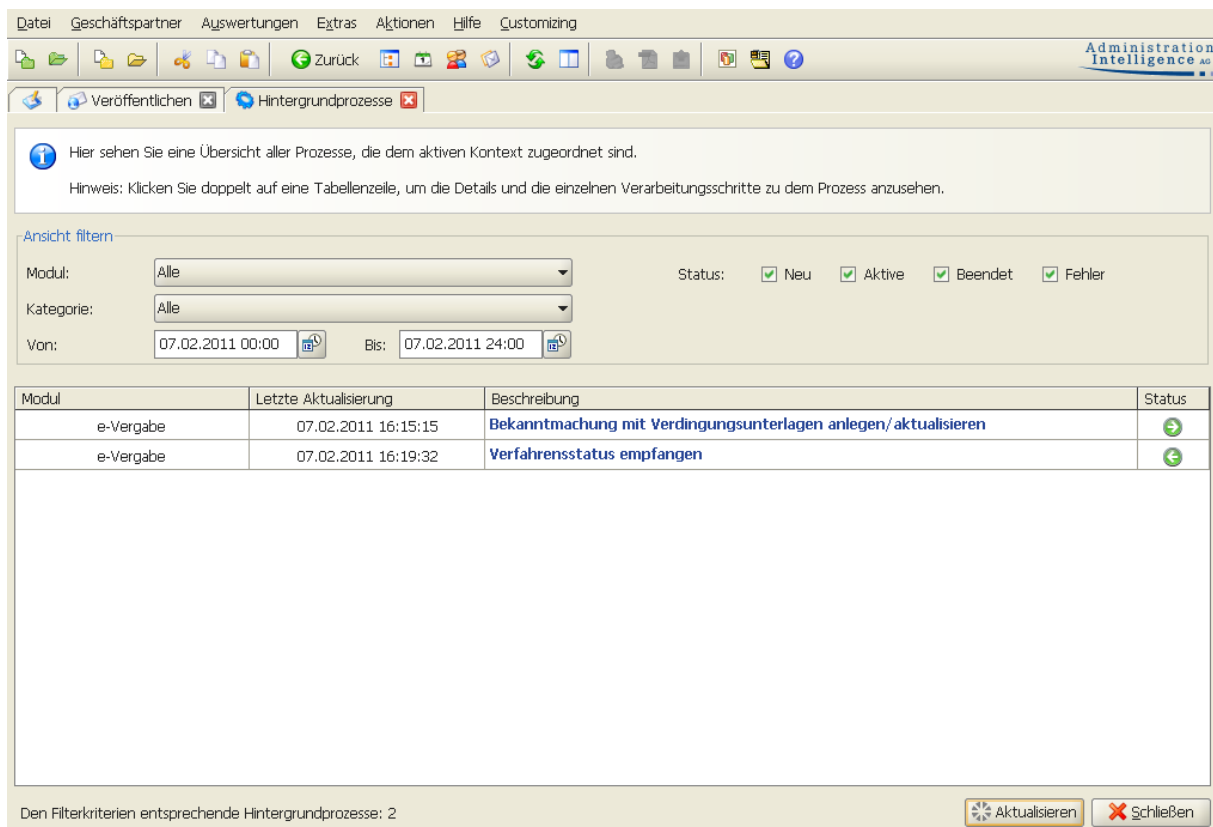 Datei Geschäftspartner Auswertungen Extras Aktionen Hilfe Customizing
Zurück
Administration
Intelligence AG
Veröffentlichen Hintergrundprozesse
Hier sehen Sie eine Übersicht aller Prozesse, die dem aktiven Kontext zugeordnet sind.
Hinweis: Klicken Sie doppelt auf eine Tabellenzeile, um die Details und die einzelnen Verarbeitungsschritte zu dem Prozess anzusehen.
Ansicht filtern
Modul: Alle Status: Neu Aktive Beendet Fehler
Kategorie: Alle
Von: 07.02.2011 00:00 Bis: 07.02.2011 24:00
Modul Letzte Aktualisierung Beschreibung Status
e-Vergabe 07.02.2011 16:15:15 Bekanntmachung mit Verdingungsunterlagen anlegen/aktualisieren
e-Vergabe 07.02.2011 16:19:32 Verfahrensstatus empfangen
Den Filterkriterien entsprechende Hintergrundprozesse: 2 Aktualisieren Schließen